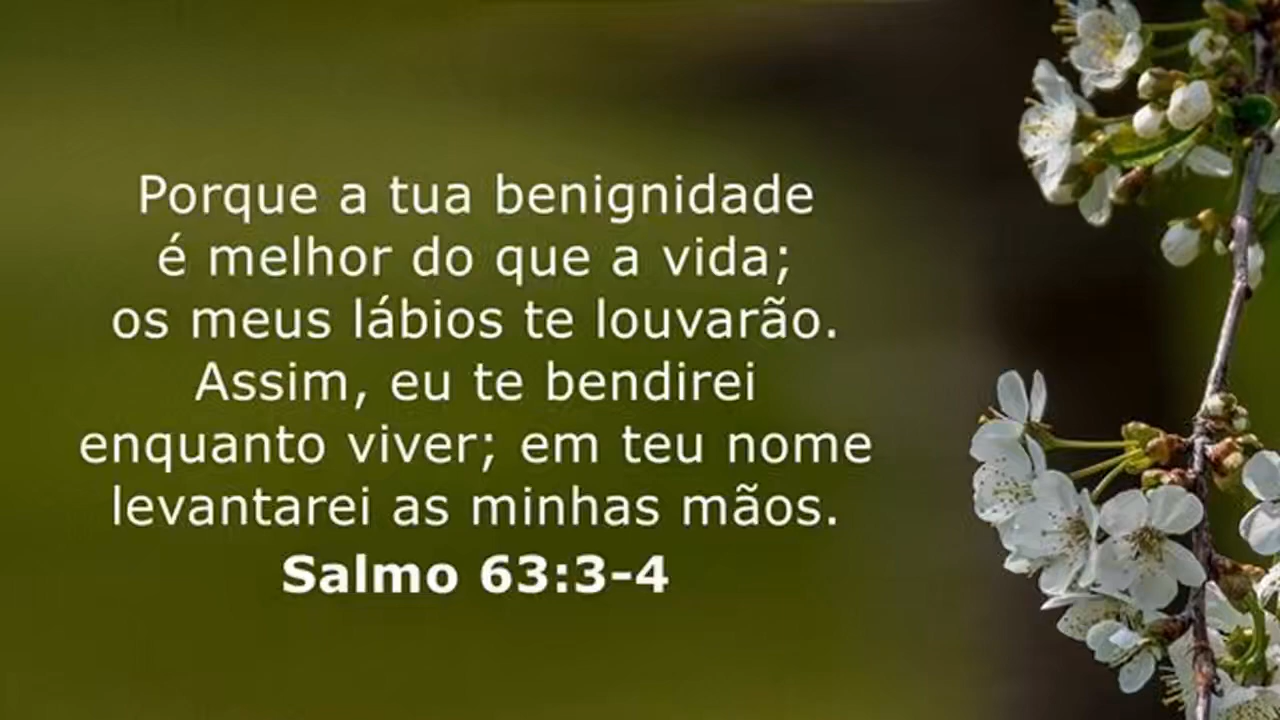 Porque a tua benignidade
é melhor do que a vida;
os meus lábios te louvarão.
Assim, eu te bendirei
enquanto viver; em teu nome
levantarei as minhas mãos.
Salmo 63:3-4